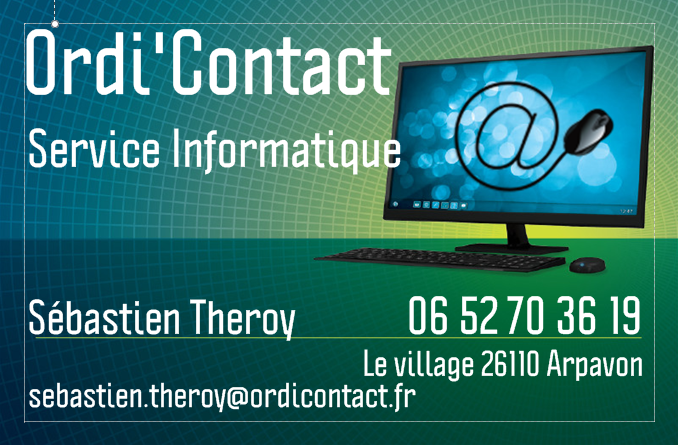 Ordi'Contact
Service Informatique
Sébastien Theroy
06 52 70 36 19
Le village 26110 Arpavon
sebastien.theroy@ordicontact.fr